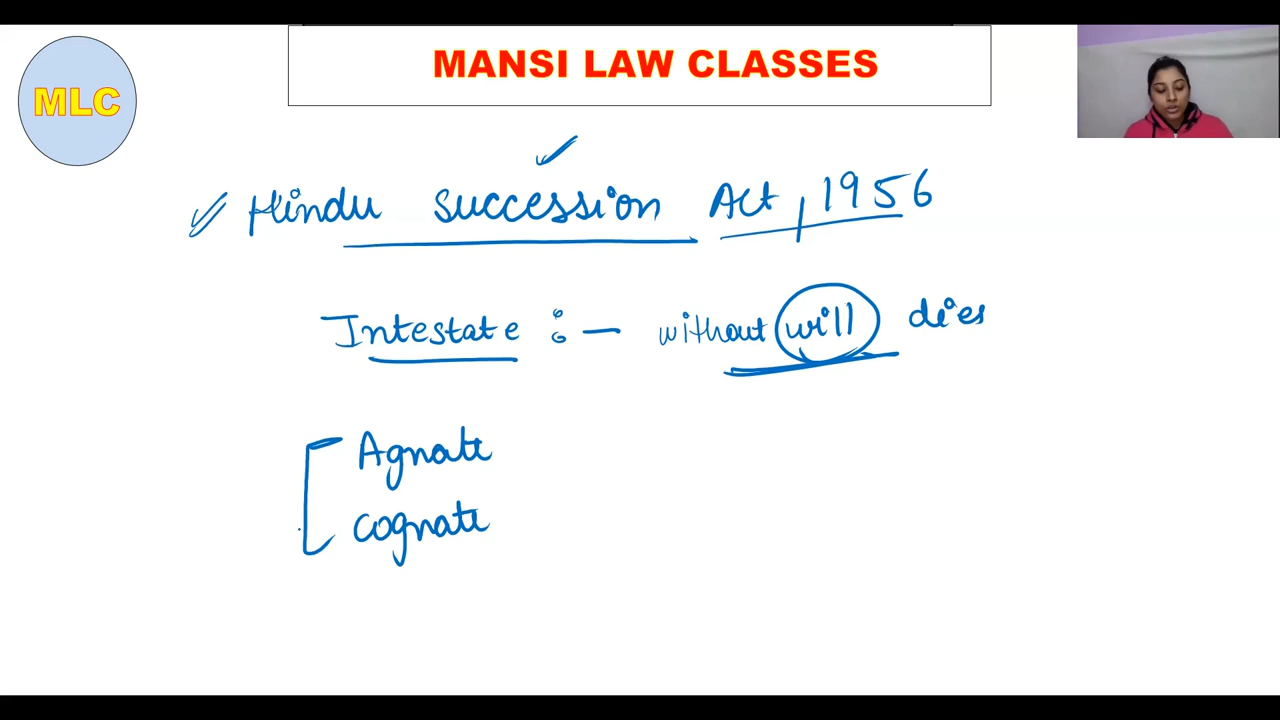 MANSI LAW CLASSES
MLC
Hindu Succession Act, 1956
Intestate :- without will dies
Agnate
Cognate